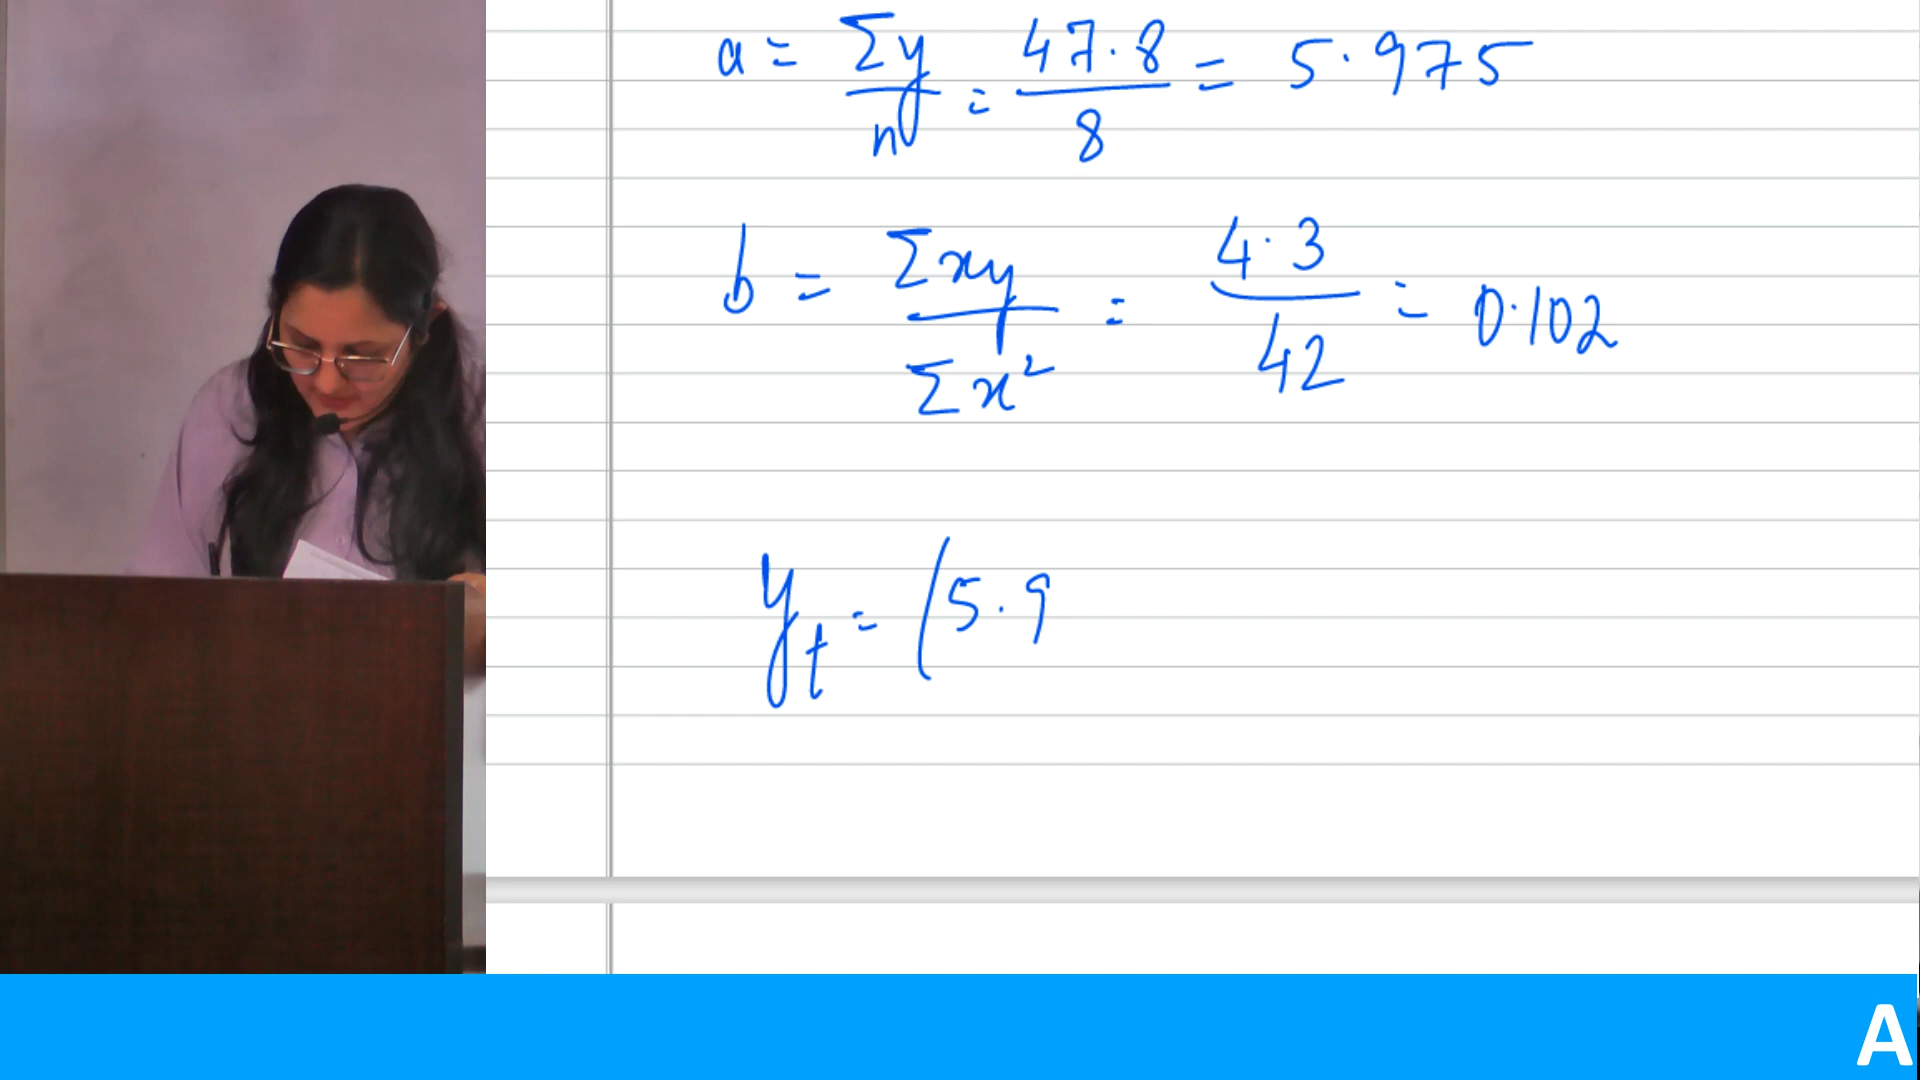 a = Σy/n = 47.8/8 = 5.975
b = Σxy/Σx² = 4.3/42 = 0.102
yt = (5.9
A